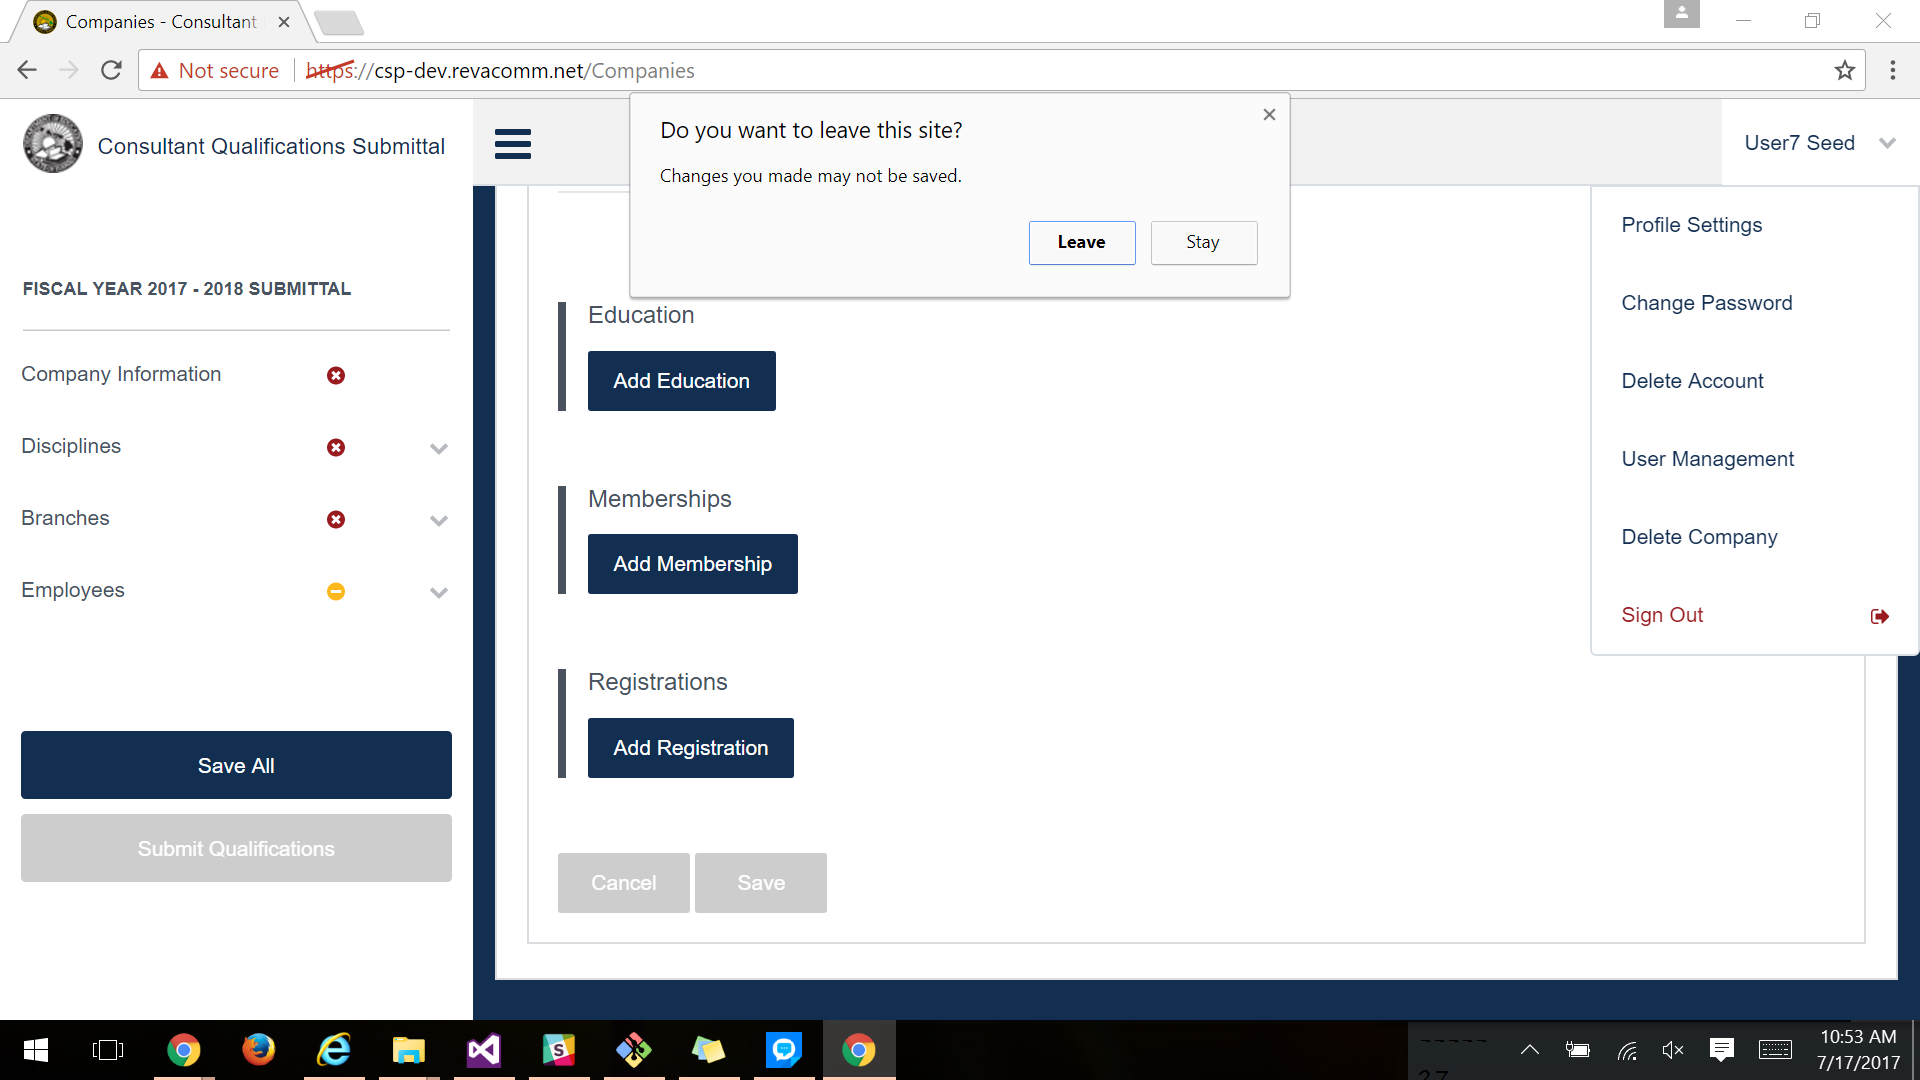 Companies - Consultant
Not secure https://csp-dev.revacomm.net/Companies
Consultant Qualifications Submittal
Do you want to leave this site?
Changes you made may not be saved.
Leave
Stay
User7 Seed
Profile Settings
Change Password
Delete Account
User Management
Delete Company
Sign Out
FISCAL YEAR 2017 - 2018 SUBMITTAL
Company Information
Disciplines
Branches
Employees
Save All
Submit Qualifications
Education
Add Education
Memberships
Add Membership
Registrations
Add Registration
Cancel
Save
10:53 AM
7/17/2017